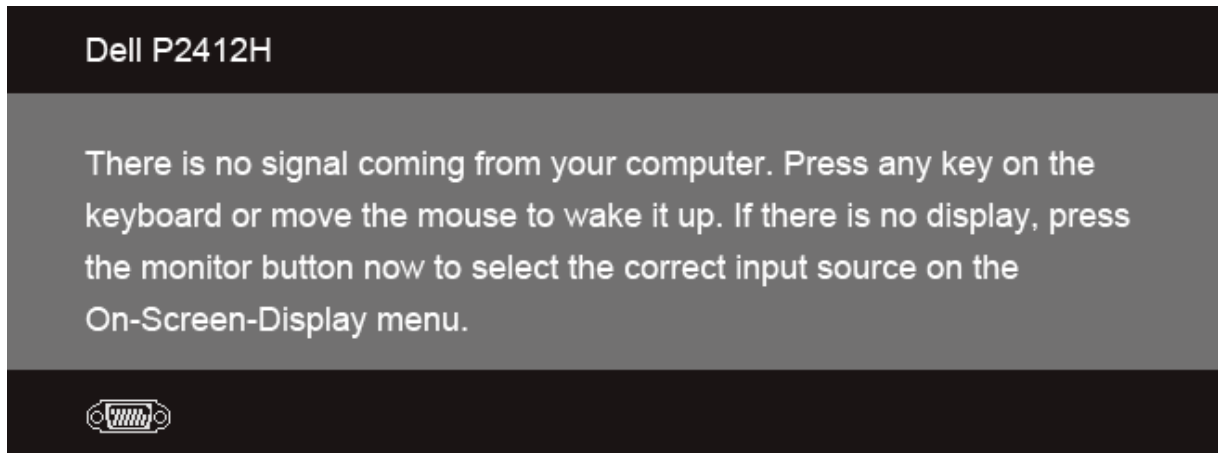 Dell P2412H
There is no signal coming from your computer. Press any key on the
keyboard or move the mouse to wake it up. If there is no display, press
the monitor button now to select the correct input source on the
On-Screen-Display menu.